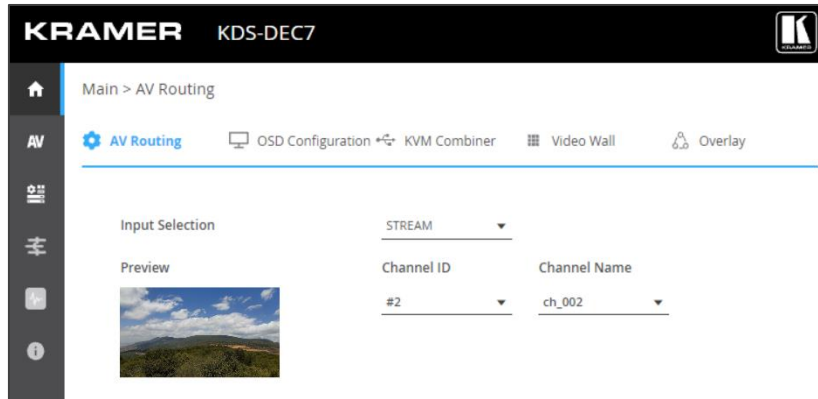 KRAMER KDS-DEC7
KRAMER
Main > AV Routing
AV
AV Routing OSD Configuration KVM Combiner Video Wall Overlay
Input Selection STREAM
Preview Channel ID Channel Name
#2 ch_002